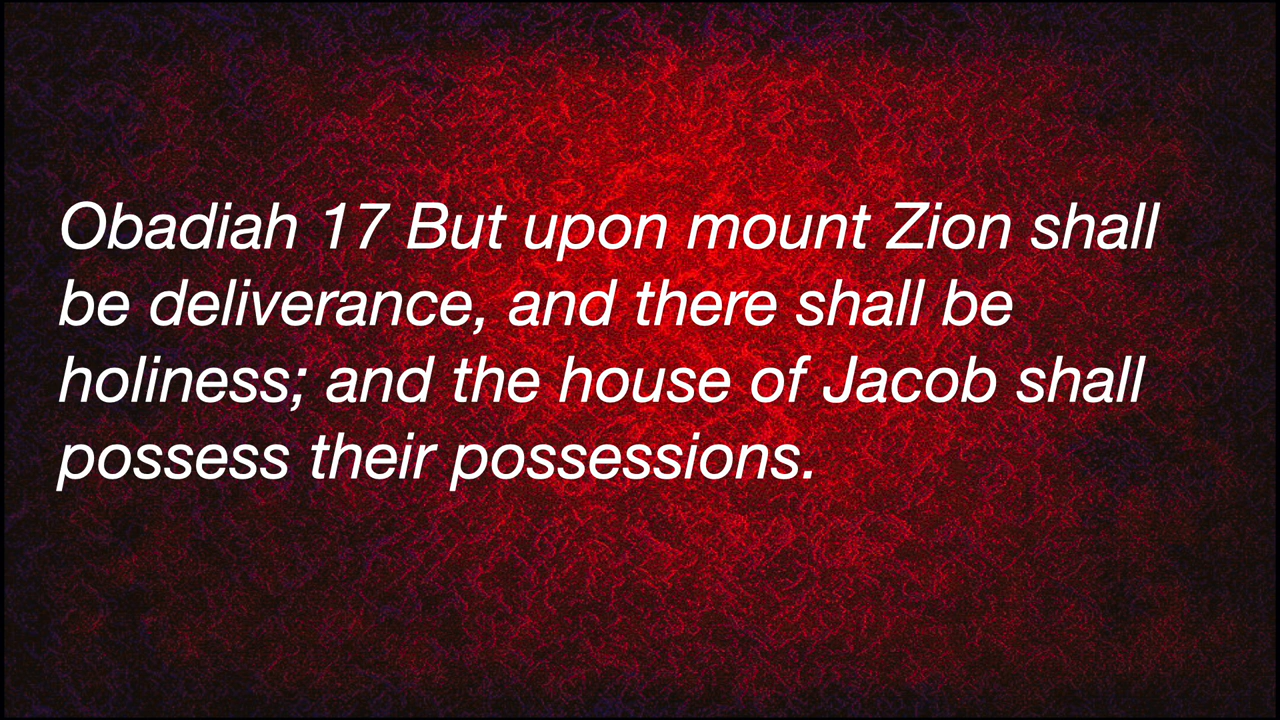 Obadiah 17 But upon mount Zion shall
be deliverance, and there shall be
holiness; and the house of Jacob shall
possess their possessions.